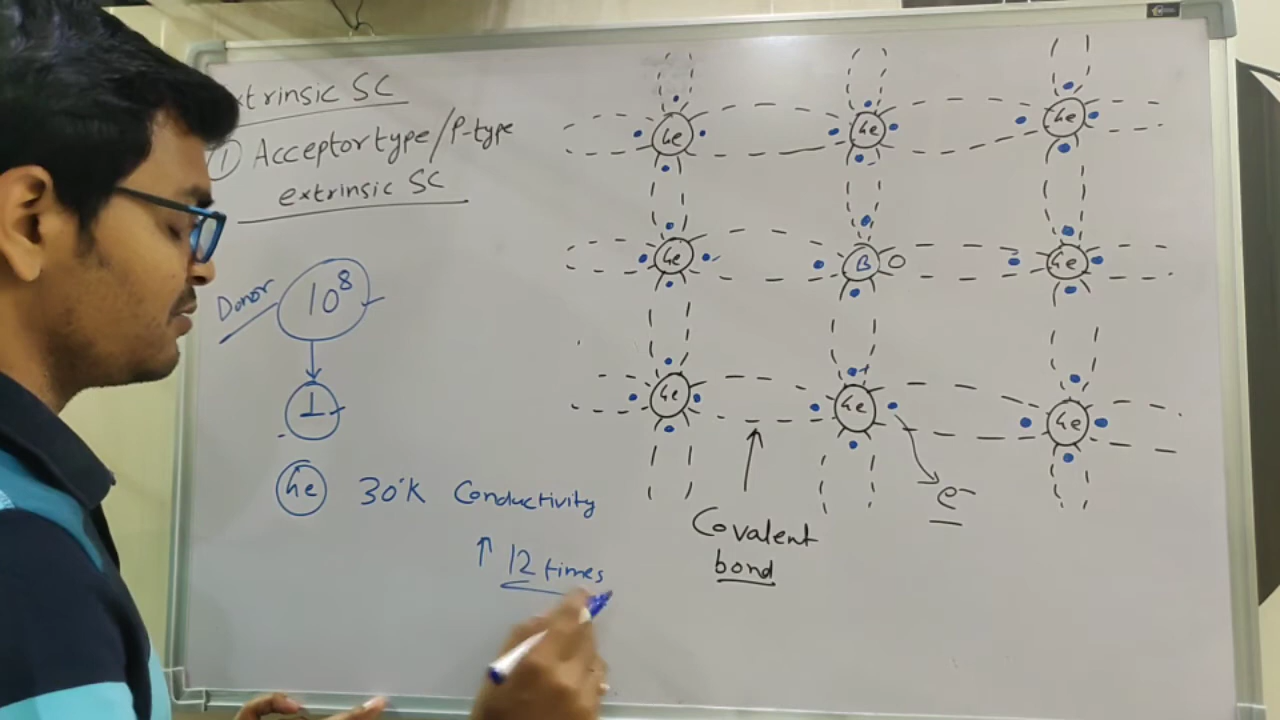 xtrinsic SC
① Acceptor type/P-type
extrinsic SC
Donor 10⁸
1
Ge 30°K Conductivity
↑ 12 times
Ge Ge Ge
Ge B Ge
Ge Ge Ge
e⁻
Covalent
bond